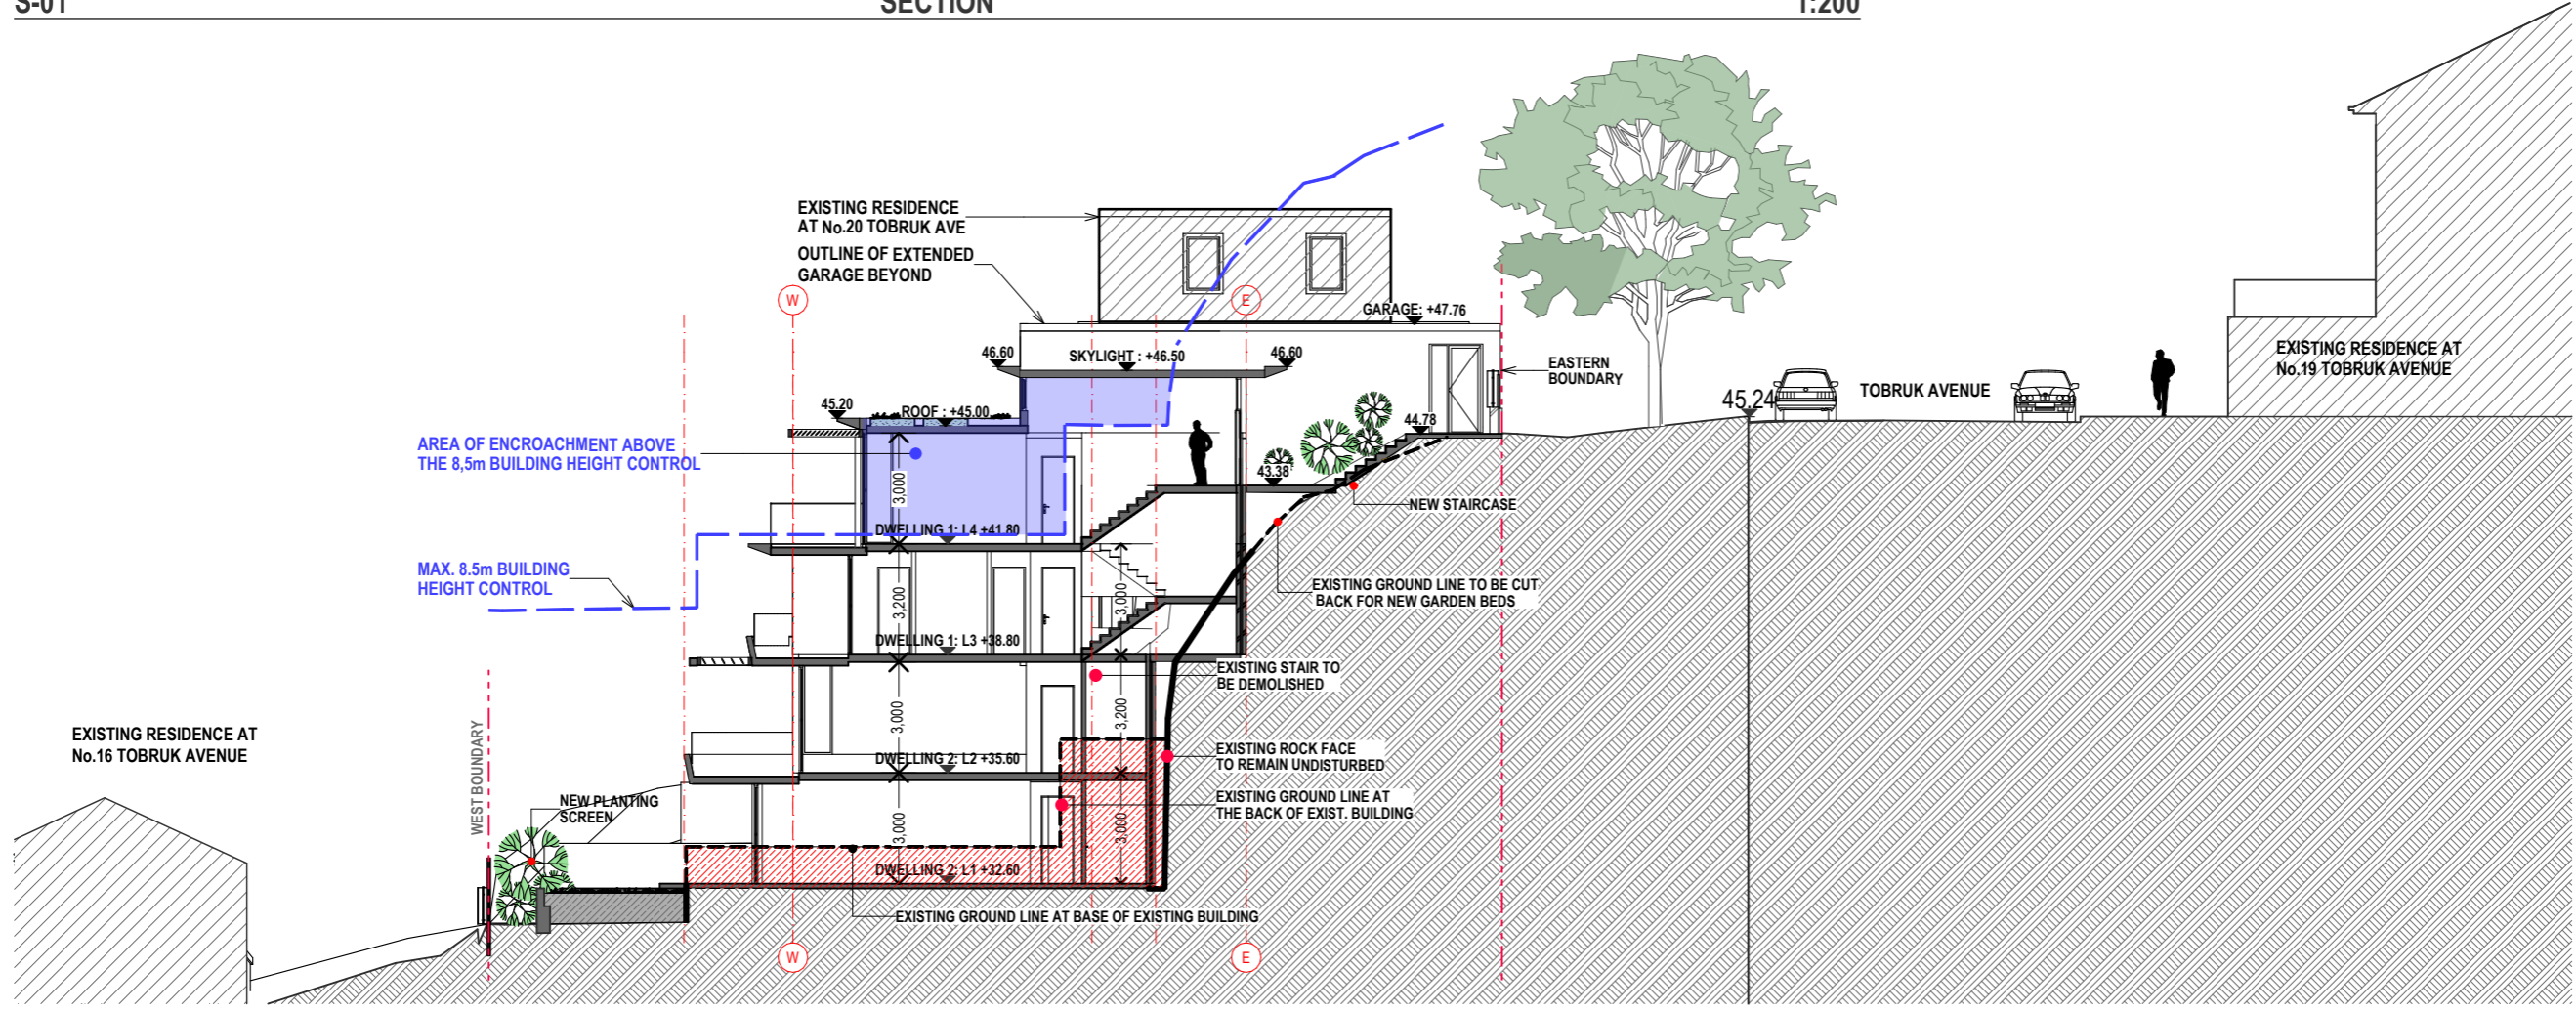 S-01 SECTION 1:200
EXISTING RESIDENCE
AT No.20 TOBRUK AVE
OUTLINE OF EXTENDED
GARAGE BEYOND
W
E
GARAGE: +47.76
46.60
SKYLIGHT : +46.50
46.60
EASTERN
BOUNDARY
EXISTING RESIDENCE AT
No.19 TOBRUK AVENUE
TOBRUK AVENUE
45.24
45.20
ROOF : +45.00
44.78
AREA OF ENCROACHMENT ABOVE
THE 8,5m BUILDING HEIGHT CONTROL
43.38
3,000
NEW STAIRCASE
DWELLING 1: L4 +41.80
MAX. 8.5m BUILDING
HEIGHT CONTROL
EXISTING GROUND LINE TO BE CUT
BACK FOR NEW GARDEN BEDS
3,200
3,000
DWELLING 1: L3 +38.80
EXISTING STAIR TO
BE DEMOLISHED
3,000
3,200
EXISTING RESIDENCE AT
No.16 TOBRUK AVENUE
WEST BOUNDARY
EXISTING ROCK FACE
TO REMAIN UNDISTURBED
DWELLING 2: L2 +35.60
NEW PLANTING
SCREEN
EXISTING GROUND LINE AT
THE BACK OF EXIST. BUILDING
3,000
3,000
DWELLING 2: L1 +32.60
EXISTING GROUND LINE AT BASE OF EXISTING BUILDING
W
E